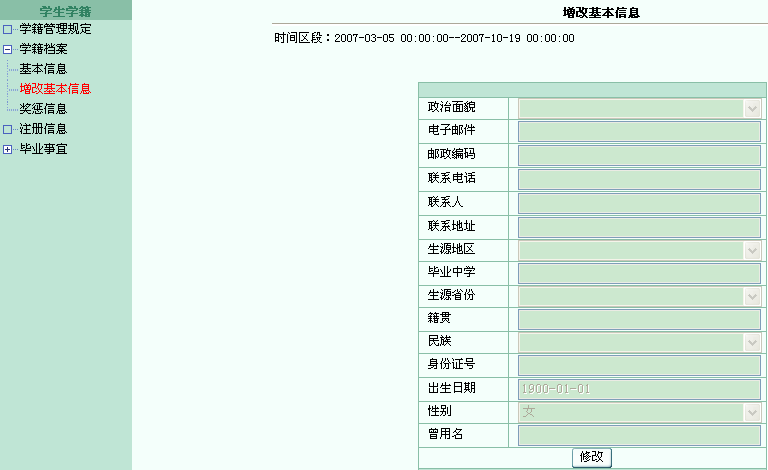 学生学籍
学籍管理规定
学籍档案
基本信息
增改基本信息
奖惩信息
注册信息
毕业事宜
增改基本信息
时间区段：2007-03-05 00:00:00--2007-10-19 00:00:00
政治面貌
电子邮件
邮政编码
联系电话
联系人
联系地址
生源地区
毕业中学
生源省份
籍贯
民族
身份证号
出生日期 1900-01-01
性别 女
曾用名
修改